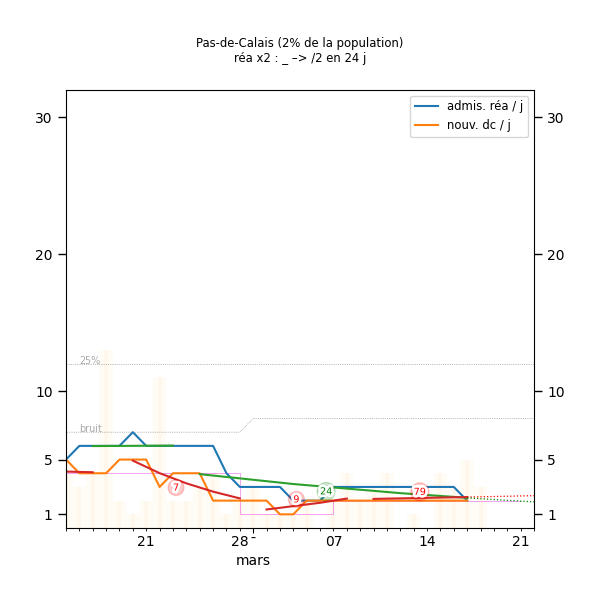 Pas-de-Calais (2% de la population)
réa x2 : _ –> /2 en 24 j
admis. réa / j
nouv. dc / j
30 30
20 20
25%
10 10
bruit
5 5
7 9 24 79
1 1
21 28 07 14 21
mars